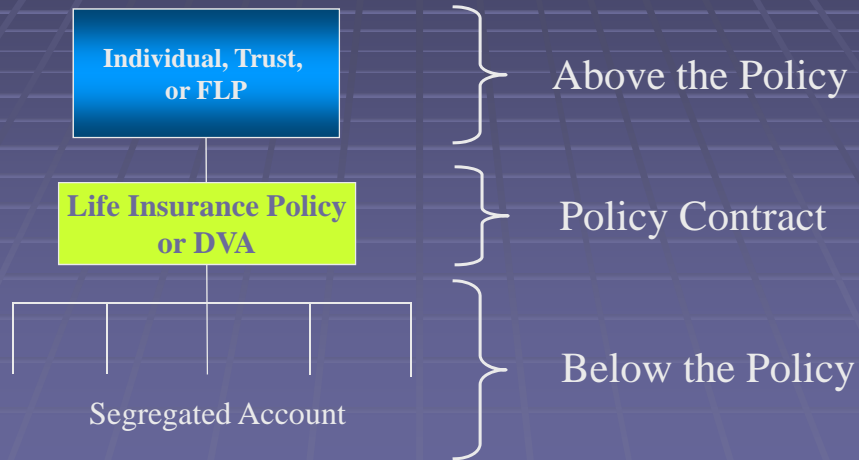 Individual, Trust,
or FLP
Above the Policy
Life Insurance Policy
or DVA
Policy Contract
Below the Policy
Segregated Account